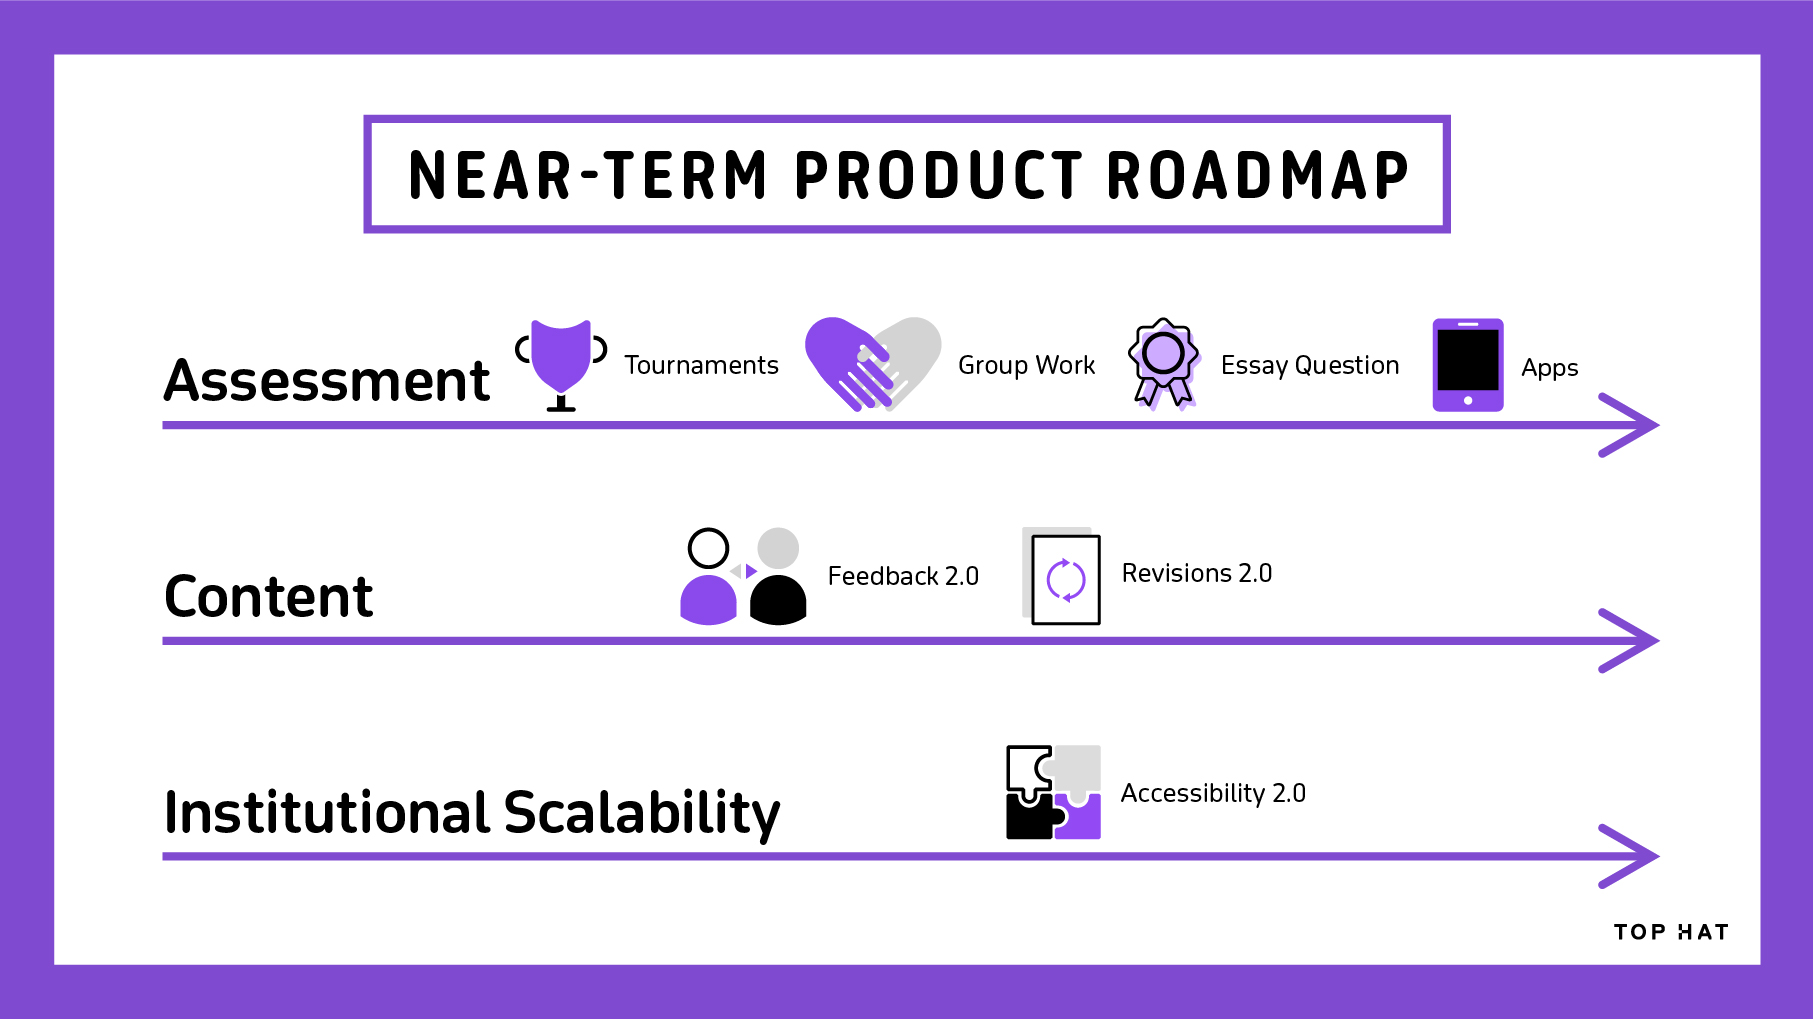 NEAR-TERM PRODUCT ROADMAP
Assessment
Tournaments
Group Work
Essay Question
Apps
Content
Feedback 2.0
Revisions 2.0
Institutional Scalability
Accessibility 2.0
TOP HAT